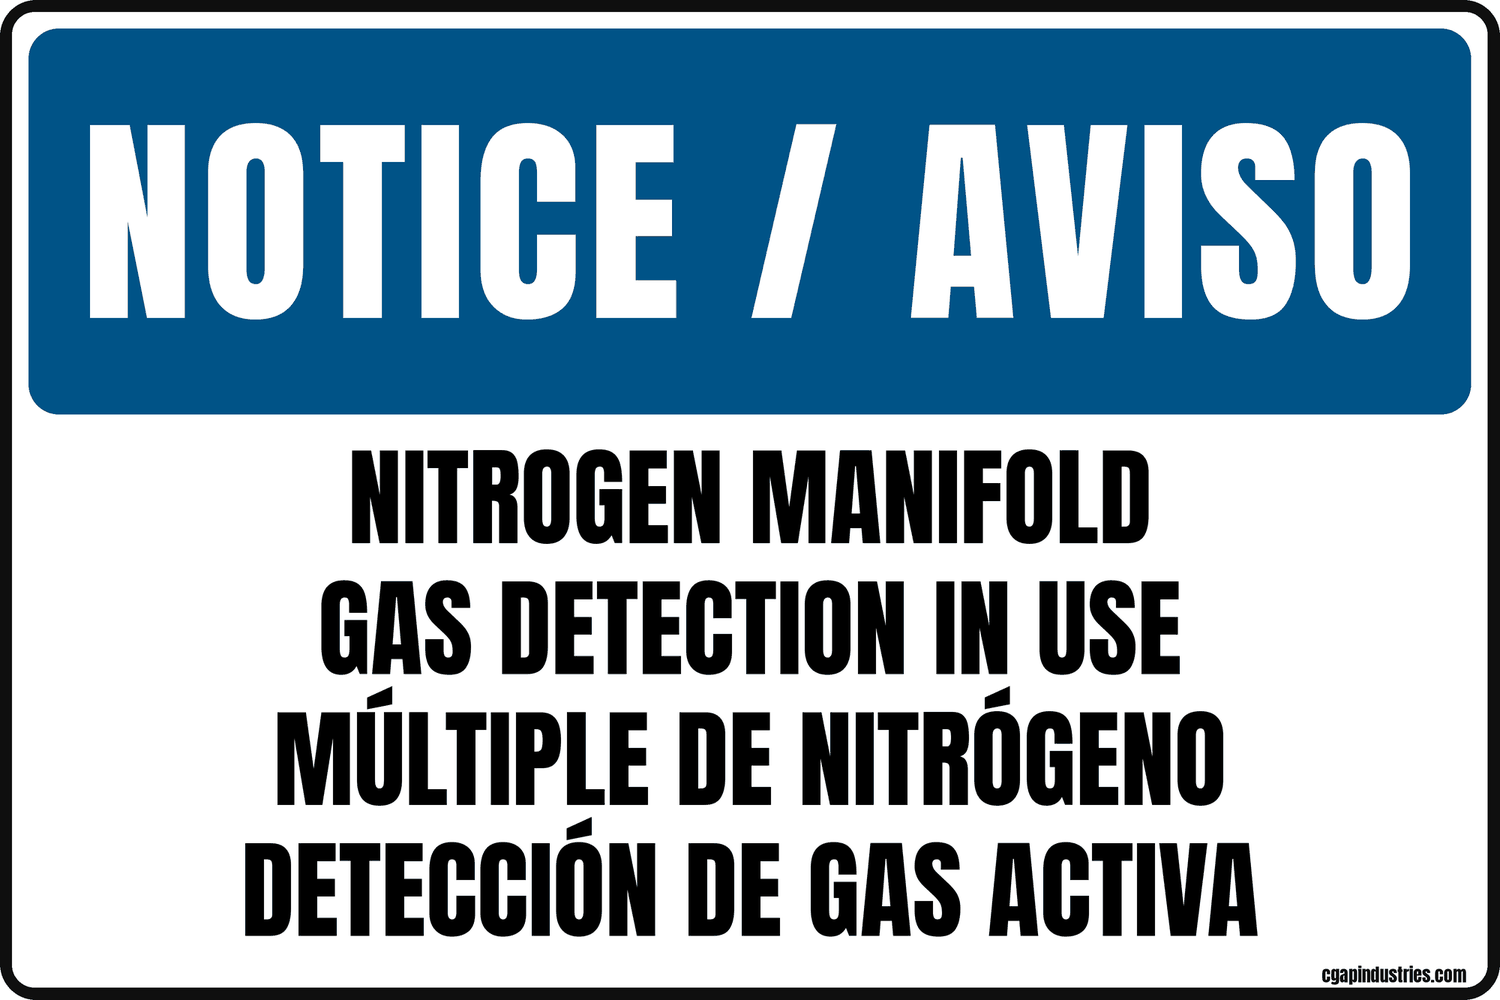 NOTICE / AVISO
NITROGEN MANIFOLD
GAS DETECTION IN USE
MÚLTIPLE DE NITRÓGENO
DETECCIÓN DE GAS ACTIVA
cgapindustries.com